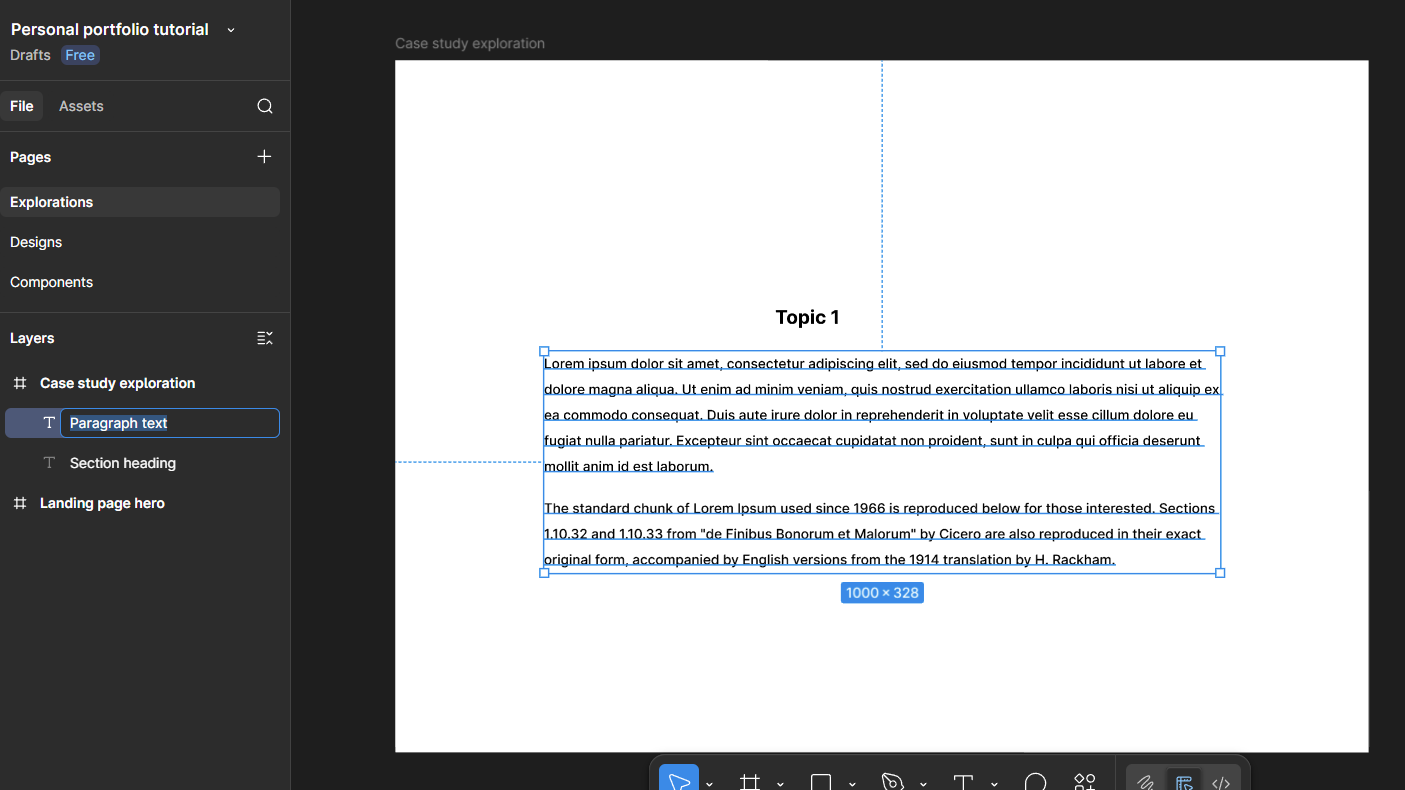 Personal portfolio tutorial
Drafts Free
File Assets
Pages
Explorations
Designs
Components
Layers
Case study exploration
Paragraph text
Section heading
Landing page hero
Case study exploration
Topic 1
Lorem ipsum dolor sit amet, consectetur adipiscing elit, sed do eiusmod tempor incididunt ut labore et
dolore magna aliqua. Ut enim ad minim veniam, quis nostrud exercitation ullamco laboris nisi ut aliquip ex
ea commodo consequat. Duis aute irure dolor in reprehenderit in voluptate velit esse cillum dolore eu
fugiat nulla pariatur. Excepteur sint occaecat cupidatat non proident, sunt in culpa qui officia deserunt
mollit anim id est laborum.
The standard chunk of Lorem Ipsum used since 1966 is reproduced below for those interested. Sections
1.10.32 and 1.10.33 from "de Finibus Bonorum et Malorum" by Cicero are also reproduced in their exact
original form, accompanied by English versions from the 1914 translation by H. Rackham.
1000 × 328